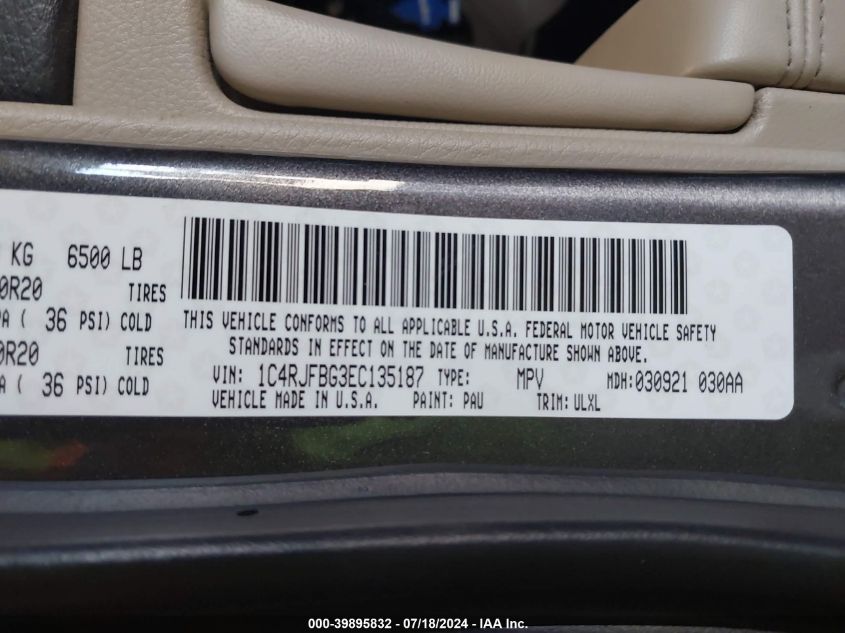 KG 6500 LB
0R20 TIRES
PA ( 36 PSI) COLD
0R20 TIRES
A ( 36 PSI) COLD
THIS VEHICLE CONFORMS TO ALL APPLICABLE U.S.A. FEDERAL MOTOR VEHICLE SAFETY
STANDARDS IN EFFECT ON THE DATE OF MANUFACTURE SHOWN ABOVE.
VIN: 1C4RJFBG3EC135187 TYPE: MPV MDH:030921 030AA
VEHICLE MADE IN U.S.A. PAINT: PAU TRIM: ULXL
000-39895832 - 07/18/2024 - IAA Inc.